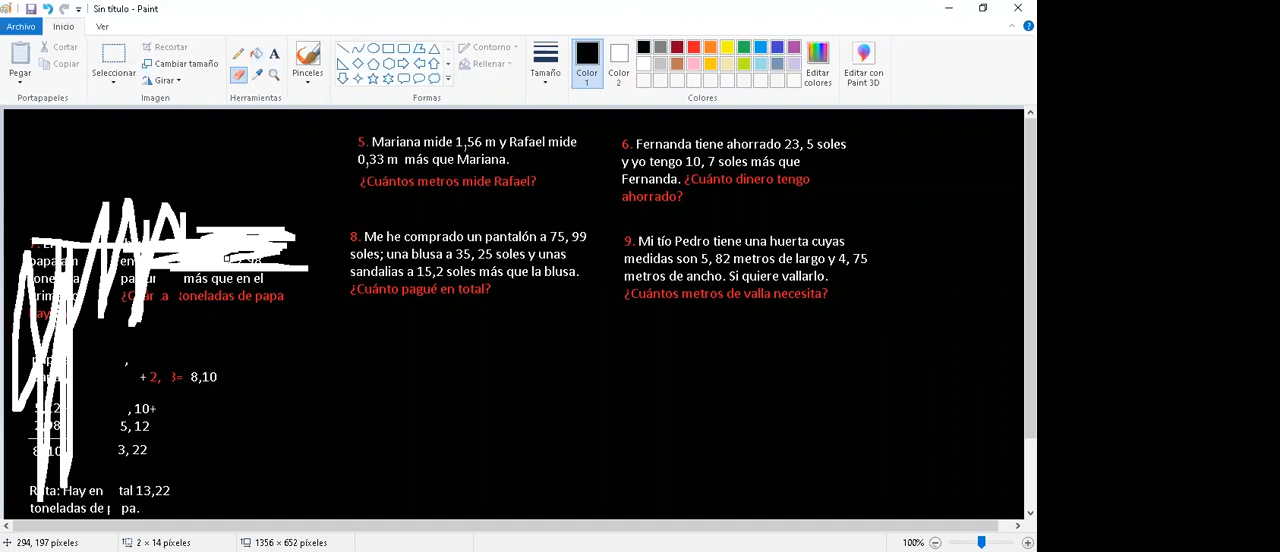 Sin título - Paint
Archivo Inicio Ver
Pegar
Cortar
Copiar
Portapapeles
Seleccionar
Recortar
Cambiar tamaño
Girar
Imagen
A
Herramientas
Pinceles
Contorno
Rellenar
Formas
Tamaño
Color 1
Color 2
Editar colores
Colores
Editar con Paint 3D
5. Mariana mide 1,56 m y Rafael mide
0,33 m más que Mariana.
¿Cuántos metros mide Rafael?
6. Fernanda tiene ahorrado 23, 5 soles
y yo tengo 10, 7 soles más que
Fernanda. ¿Cuánto dinero tengo
ahorrado?
más que en el
toneladas de papa
+ 2, 3= 8,10
, 10+
5, 12
3, 22
Hay en tal 13,22
toneladas de pa.
8. Me he comprado un pantalón a 75, 99
soles; una blusa a 35, 25 soles y unas
sandalias a 15,2 soles más que la blusa.
¿Cuánto pagué en total?
9. Mi tío Pedro tiene una huerta cuyas
medidas son 5, 82 metros de largo y 4, 75
metros de ancho. Si quiere vallarlo.
¿Cuántos metros de valla necesita?
294, 197 píxeles
2 × 14 píxeles
1356 × 652 píxeles
100%